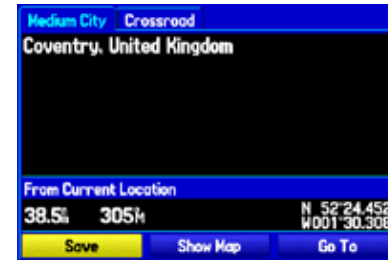 Medium City Crossroad
Coventry, United Kingdom
From Current Location
38.5 305
N 52°24.452
W001°30.308
Save Show Map Go To